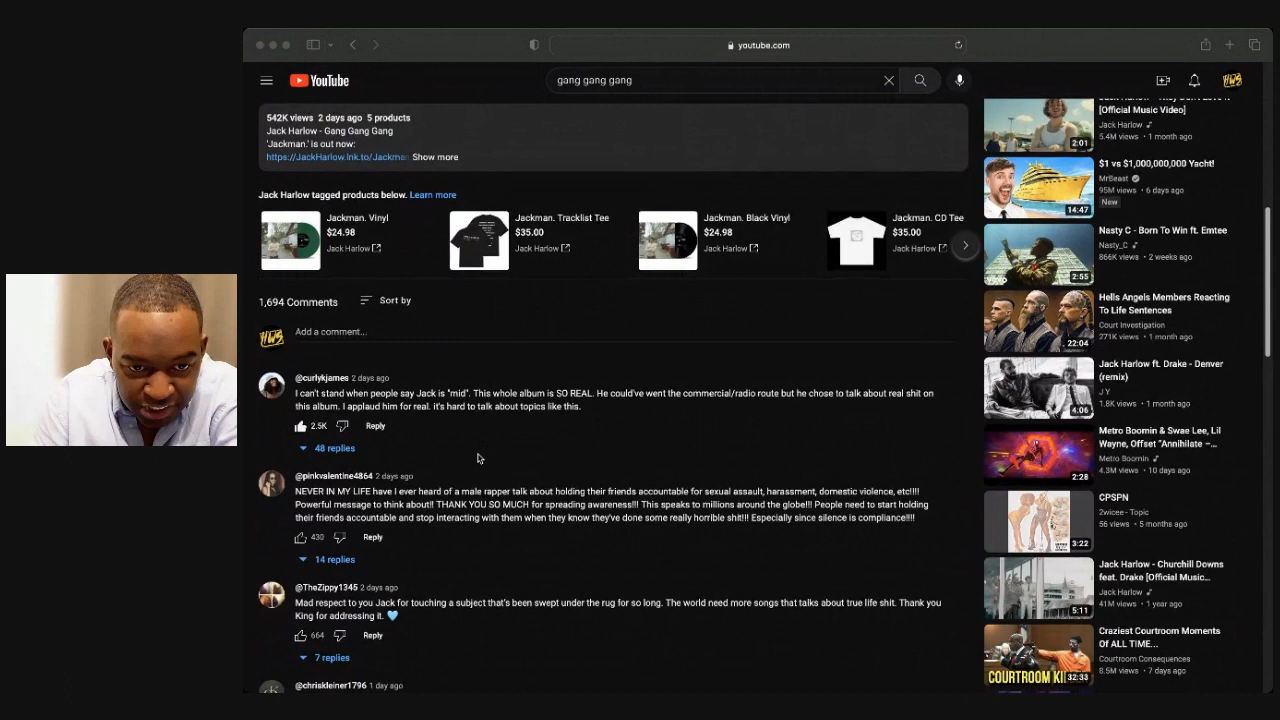 youtube.com
YouTube
gang gang gang
HWS
542K views 2 days ago 5 products
Jack Harlow - Gang Gang Gang
'Jackman.' is out now:
https://JackHarlow.lnk.to/Jackman Show more
Jack Harlow tagged products below. Learn more
Jackman. Vinyl
$24.98
Jack Harlow
Jackman. Tracklist Tee
$35.00
Jack Harlow
Jackman. Black Vinyl
$24.98
Jack Harlow
Jackman. CD Tee
$35.00
Jack Harlow
1,694 Comments
Sort by
HWS
Add a comment...
@curlykjames 2 days ago
I can't stand when people say Jack is "mid". This whole album is SO REAL. He could've went the commercial/radio route but he chose to talk about real shit on
this album. I applaud him for real. it's hard to talk about topics like this.
2.5K
Reply
48 replies
@pinkvalentine4864 2 days ago
NEVER IN MY LIFE have I ever heard of a male rapper talk about holding their friends accountable for sexual assault, harassment, domestic violence, etc!!!!
Powerful message to think about!! THANK YOU SO MUCH for spreading awareness!!! This speaks to millions around the globe!!! People need to start holding
their friends accountable and stop interacting with them when they know they've done some really horrible shit!!! Especially since silence is compliance!!!!
430
Reply
14 replies
@TheZippy1345 2 days ago
Mad respect to you Jack for touching a subject that's been swept under the rug for so long. The world need more songs that talks about true life shit. Thank you
King for addressing it.
664
Reply
7 replies
@chriskleiner1796 1 day ago
[Official Music Video]
Jack Harlow
5.4M views • 1 month ago
2:01
$1 vs $1,000,000,000 Yacht!
MrBeast
95M views • 6 days ago
New
14:47
Nasty C - Born To Win ft. Emtee
Nasty_C
866K views • 2 weeks ago
2:55
Hells Angels Members Reacting
To Life Sentences
Court Investigation
271K views • 1 month ago
22:04
Jack Harlow ft. Drake - Denver
(remix)
J Y
1.8K views • 1 month ago
4:06
Metro Boomin & Swae Lee, Lil
Wayne, Offset "Annihilate –...
Metro Boomin
4.3M views • 10 days ago
2:28
CPSPN
2wicee - Topic
56 views • 5 months ago
3:22
Jack Harlow - Churchill Downs
feat. Drake [Official Music...
Jack Harlow
41M views • 1 year ago
5:11
Craziest Courtroom Moments
Of ALL TIME...
Courtroom Consequences
8.5M views • 7 days ago
COURTROOM
32:33